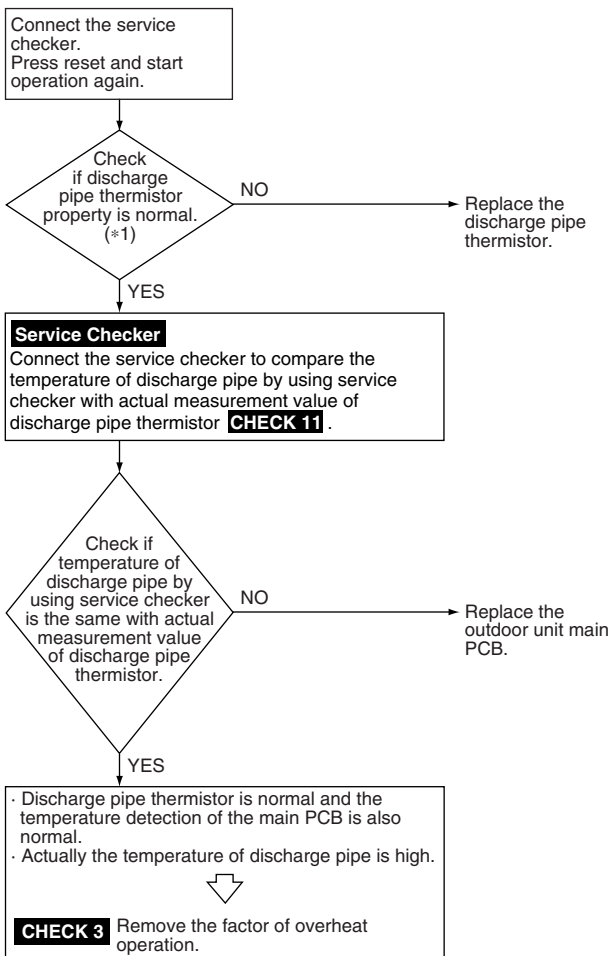 Connect the service
checker.
Press reset and start
operation again.
Check
if discharge
pipe thermistor
property is normal.
(*1)
NO
Replace the
discharge pipe
thermistor.
YES
Service Checker
Connect the service checker to compare the
temperature of discharge pipe by using service
checker with actual measurement value of
discharge pipe thermistor CHECK 11 .
Check if
temperature of
discharge pipe by
using service checker
is the same with actual
measurement value
of discharge pipe
thermistor.
NO
Replace the
outdoor unit main
PCB.
YES
· Discharge pipe thermistor is normal and the
temperature detection of the main PCB is also
normal.
· Actually the temperature of discharge pipe is high.
CHECK 3 Remove the factor of overheat
operation.